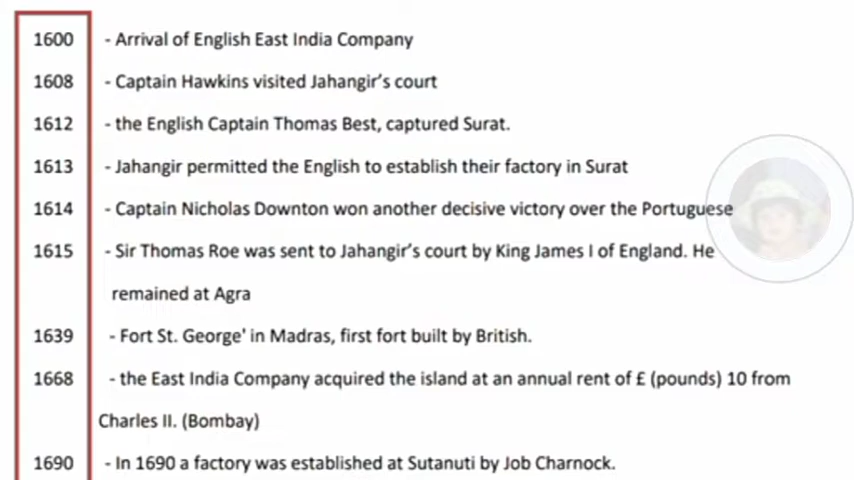 1600 - Arrival of English East India Company
1608 - Captain Hawkins visited Jahangir's court
1612 - the English Captain Thomas Best, captured Surat.
1613 - Jahangir permitted the English to establish their factory in Surat
1614 - Captain Nicholas Downton won another decisive victory over the Portuguese
1615 - Sir Thomas Roe was sent to Jahangir's court by King James I of England. He
remained at Agra
1639 - Fort St. George' in Madras, first fort built by British.
1668 - the East India Company acquired the island at an annual rent of £ (pounds) 10 from
Charles II. (Bombay)
1690 - In 1690 a factory was established at Sutanuti by Job Charnock.